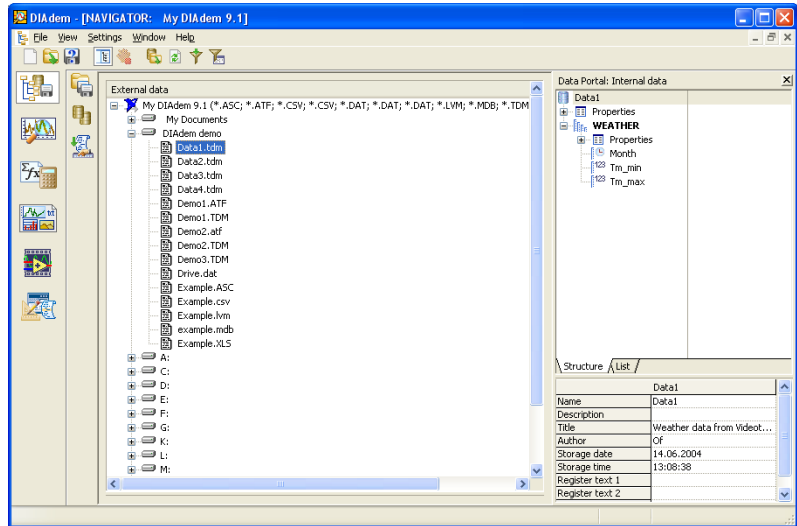 DIAdem - [NAVIGATOR: My DIAdem 9.1]
File View Settings Window Help
External data
My DIAdem 9.1 (*.ASC; *.ATF; *.CSV; *.CSV; *.DAT; *.DAT; *.DAT; *.LVM; *.MDB; *.TDM
My Documents
DIAdem demo
Data1.tdm
Data2.tdm
Data3.tdm
Data4.tdm
Demo1.ATF
Demo1.TDM
Demo2.atf
Demo2.TDM
Demo3.TDM
Drive.dat
Example.ASC
Example.csv
Example.lvm
example.mdb
Example.XLS
A:
C:
D:
E:
F:
G:
K:
L:
M:
Data Portal: Internal data
Data1
Properties
WEATHER
Properties
Month
123 Tm_min
123 Tm_max
Structure List
Data1
Name Data1
Description
Title Weather data from Videot...
Author Of
Storage date 14.06.2004
Storage time 13:08:38
Register text 1
Register text 2